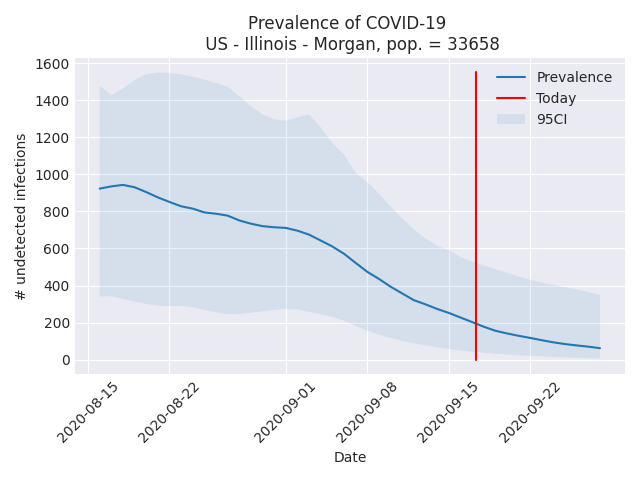 Prevalence of COVID-19
US - Illinois - Morgan, pop. = 33658
# undetected infections
1600
1400
1200
1000
800
600
400
200
0
Prevalence
Today
95CI
2020-08-15
2020-08-22
2020-09-01
2020-09-08
2020-09-15
2020-09-22
Date